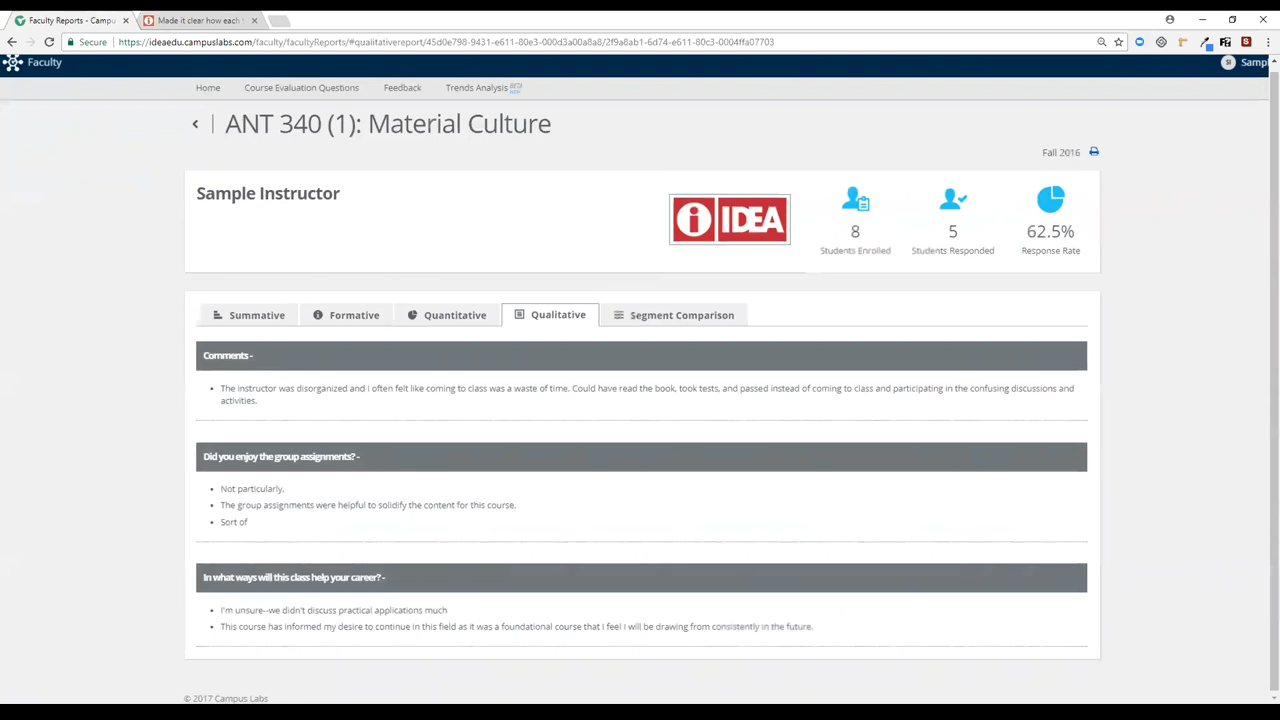 Faculty Reports - Campu
Made it clear how each
Secure
https://ideaedu.campuslabs.com/faculty/facultyReports/#qualitativereport/45d0e798-9431-e611-80e3-000d3a00a8a8/2f9a8ab1-6d74-e611-80c3-0004ffa07703
Faculty
SI Sampl
Home Course Evaluation Questions Feedback Trends Analysis BETA
ANT 340 (1): Material Culture
Fall 2016
Sample Instructor
i IDEA
8 5 62.5%
Students Enrolled Students Responded Response Rate
Summative Formative Quantitative Qualitative Segment Comparison
Comments -
• The instructor was disorganized and I often felt like coming to class was a waste of time. Could have read the book, took tests, and passed instead of coming to class and participating in the confusing discussions and
activities.
Did you enjoy the group assignments? -
• Not particularly.
• The group assignments were helpful to solidify the content for this course.
• Sort of
In what ways will this class help your career? -
• I'm unsure--we didn't discuss practical applications much
• This course has informed my desire to continue in this field as it was a foundational course that I feel I will be drawing from consistently in the future.
© 2017 Campus Labs